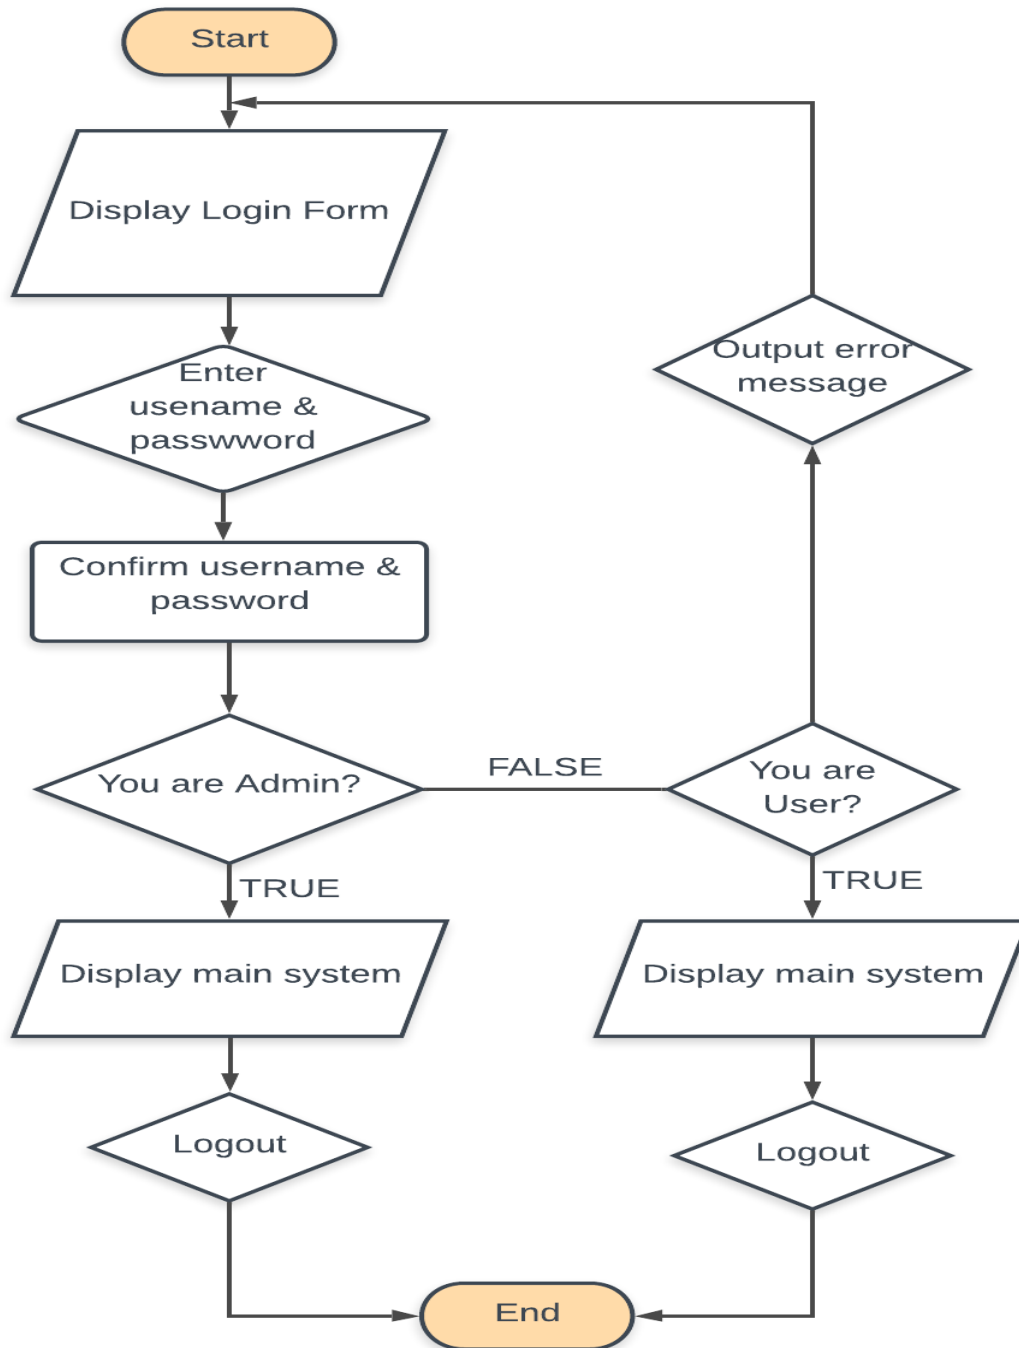 Start
Display Login Form
Enter
usename &
passwword
Confirm username &
password
You are Admin?
FALSE
You are
User?
Output error
message
TRUE
TRUE
Display main system
Display main system
Logout
Logout
End